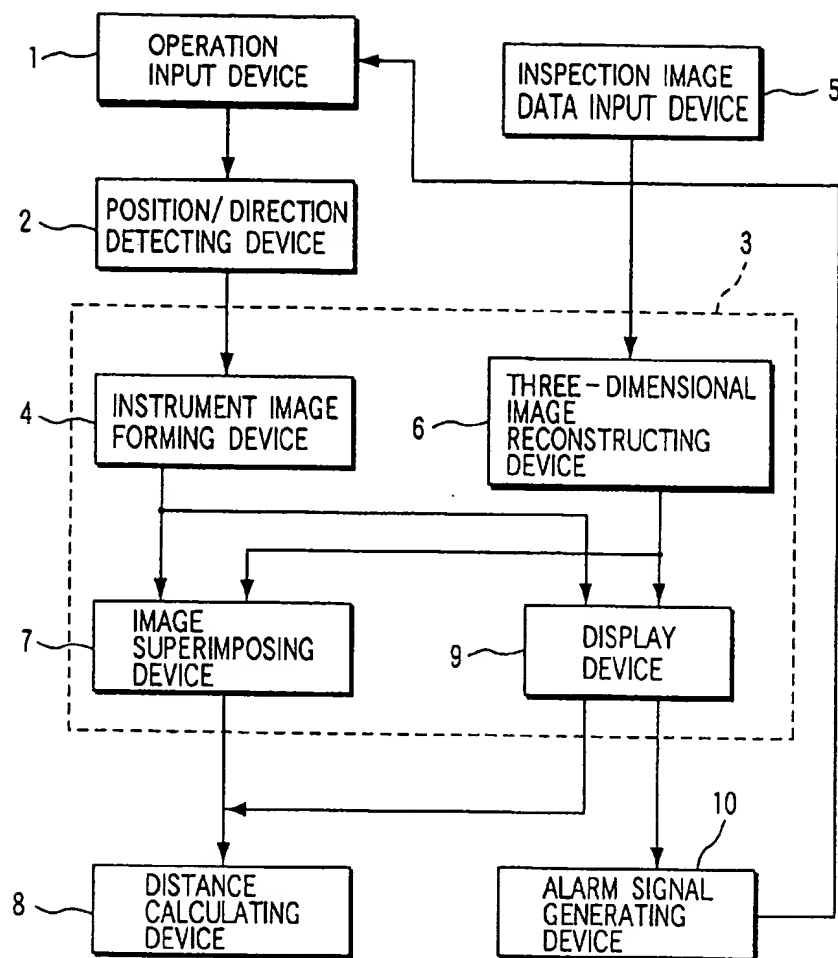 1
OPERATION
INPUT DEVICE
INSPECTION IMAGE
DATA INPUT DEVICE
5
2
POSITION/DIRECTION
DETECTING DEVICE
3
4
INSTRUMENT IMAGE
FORMING DEVICE
6
THREE-DIMENSIONAL
IMAGE
RECONSTRUCTING
DEVICE
7
IMAGE
SUPERIMPOSING
DEVICE
9
DISPLAY
DEVICE
10
8
DISTANCE
CALCULATING
DEVICE
ALARM SIGNAL
GENERATING
DEVICE